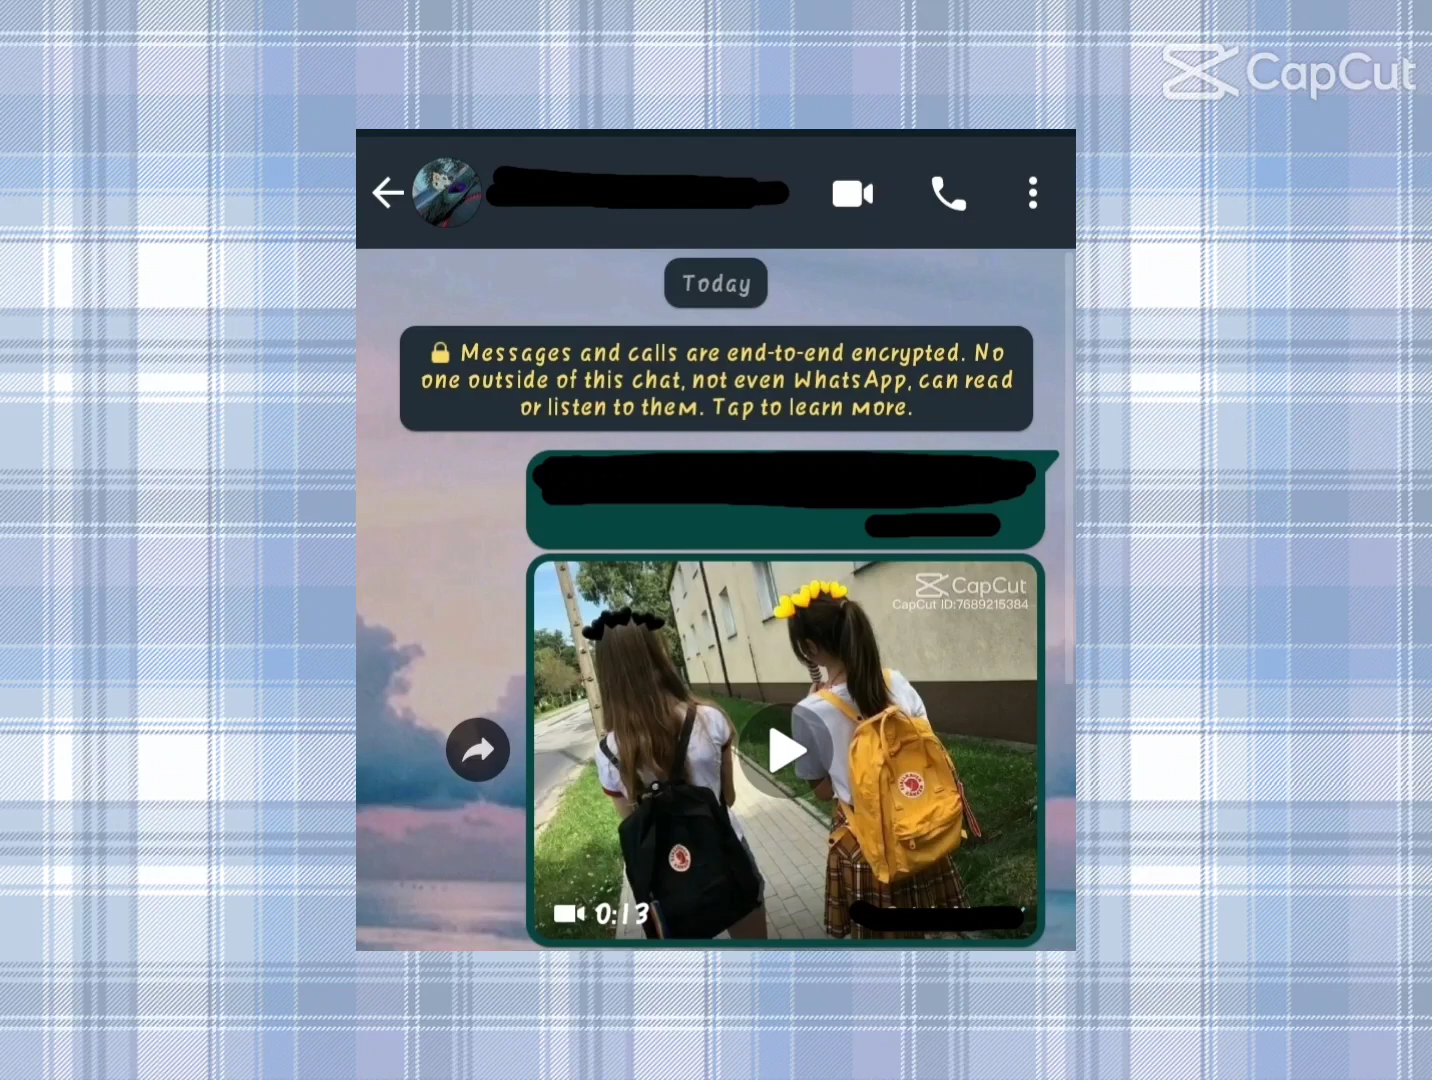 CapCut
Today
Messages and calls are end-to-end encrypted. No
one outside of this chat, not even WhatsApp, can read
or listen to them. Tap to learn more.
CapCut
CapCut ID:7689215384
0:13